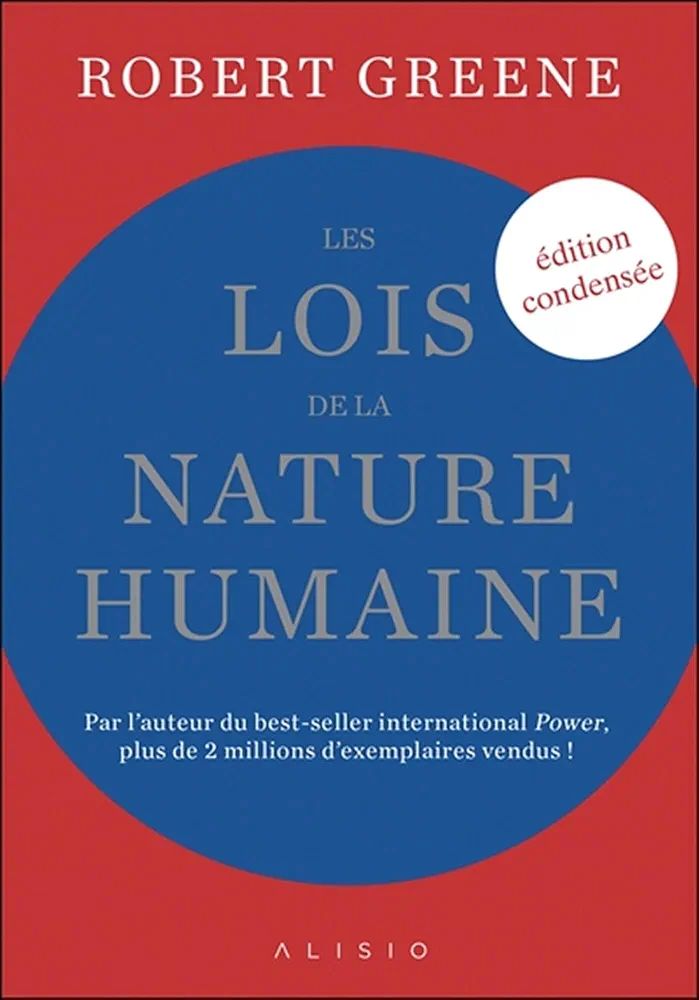 ROBERT GREENE
édition
condensée
LES
LOIS
DE LA
NATURE
HUMAINE
Par l'auteur du best-seller international Power,
plus de 2 millions d'exemplaires vendus !
ALISIO